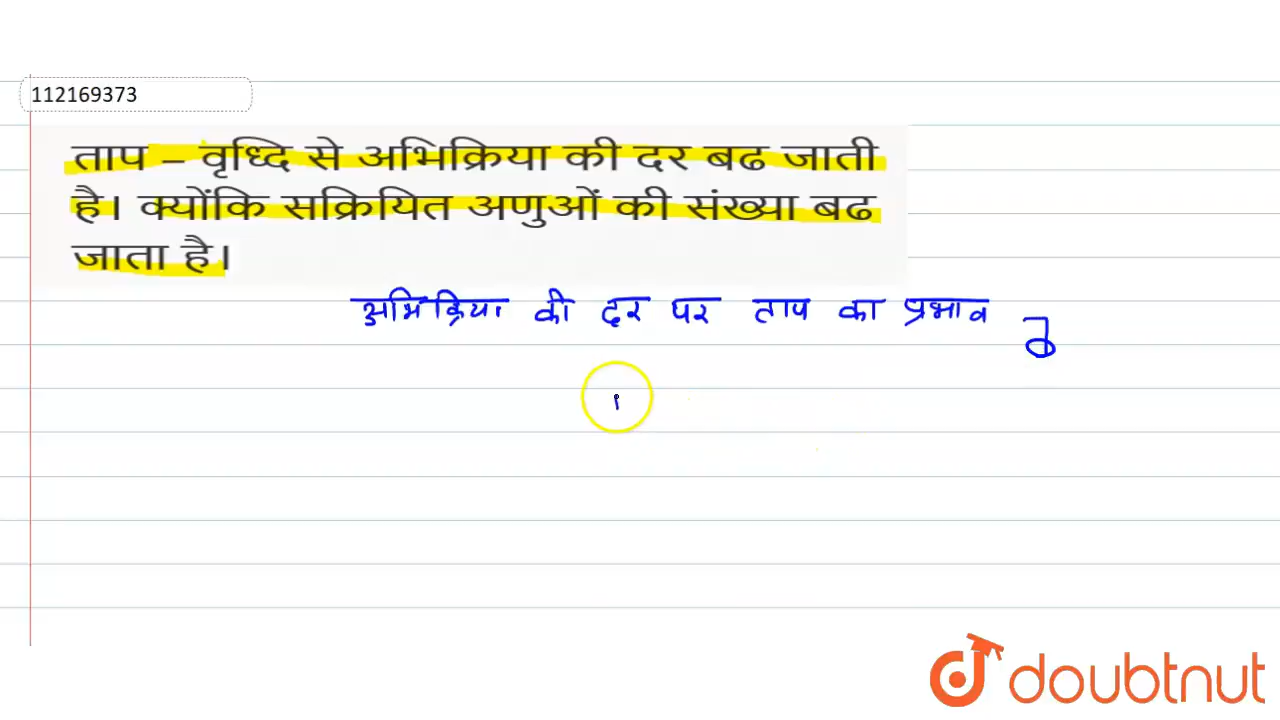 112169373
ताप – वृध्दि से अभिक्रिया की दर बढ जाती
है। क्योंकि सक्रियित अणुओं की संख्या बढ
जाता है।
अभिक्रिया की दर पर ताप का प्रभाव
doubtnut